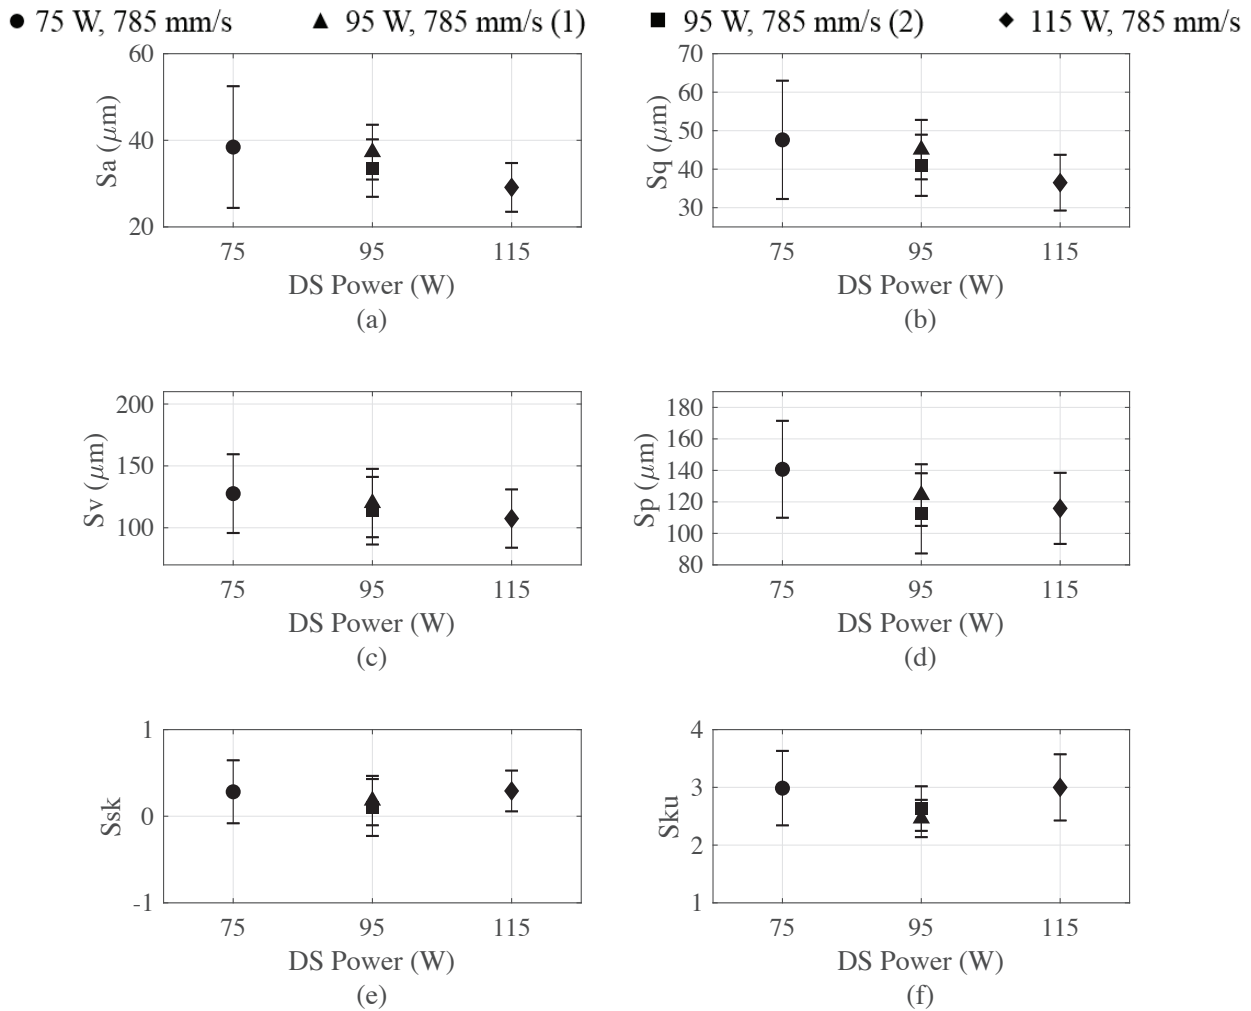 ● 75 W, 785 mm/s ▲ 95 W, 785 mm/s (1) ■ 95 W, 785 mm/s (2) ◆ 115 W, 785 mm/s
60
40
20
Sa (μm)
75 95 115
DS Power (W)
(a)
70
60
50
40
30
Sq (μm)
75 95 115
DS Power (W)
(b)
200
150
100
Sv (μm)
75 95 115
DS Power (W)
(c)
180
160
140
120
100
80
Sp (μm)
75 95 115
DS Power (W)
(d)
1
0
-1
Ssk
75 95 115
DS Power (W)
(e)
4
3
2
1
Sku
75 95 115
DS Power (W)
(f)